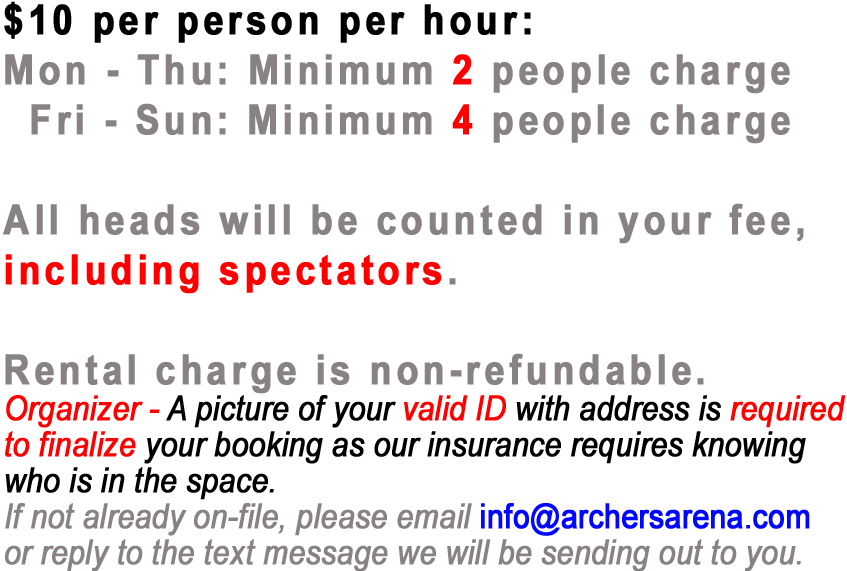 $10 per person per hour:
Mon - Thu: Minimum 2 people charge
Fri - Sun: Minimum 4 people charge
All heads will be counted in your fee,
including spectators.
Rental charge is non-refundable.
Organizer - A picture of your valid ID with address is required
to finalize your booking as our insurance requires knowing
who is in the space.
If not already on-file, please email info@archersarena.com
or reply to the text message we will be sending out to you.